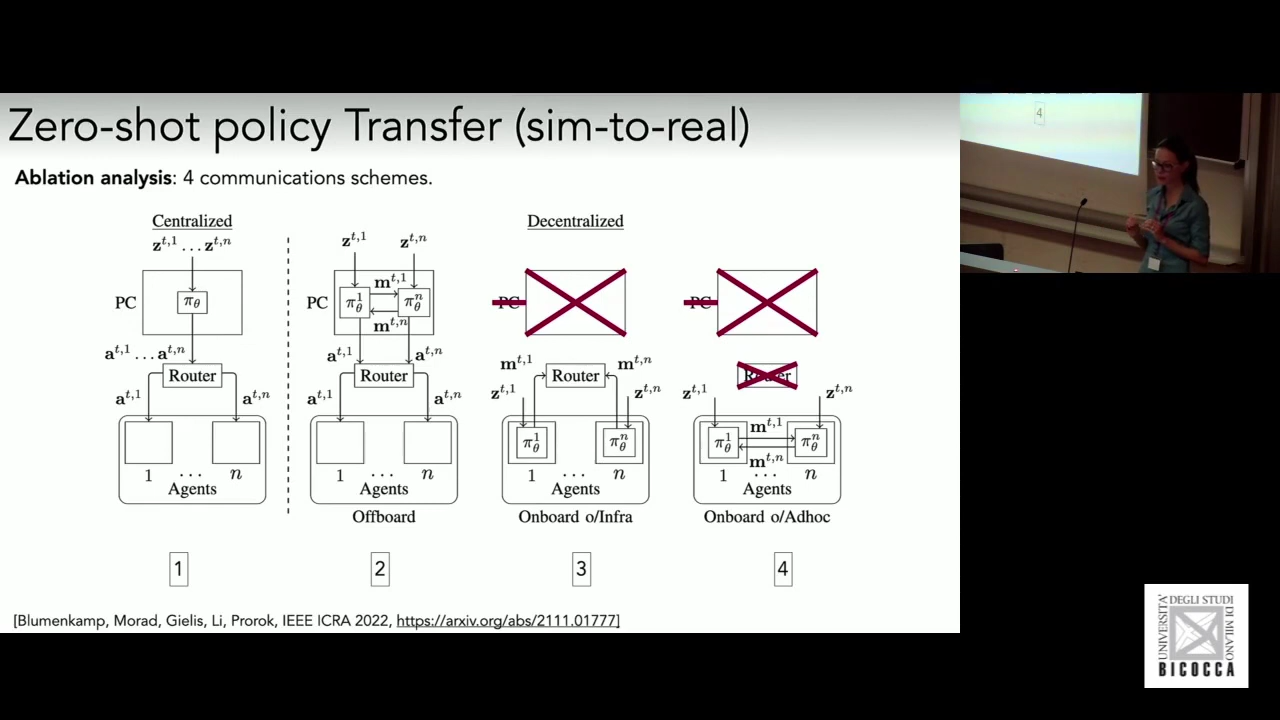 Zero-shot policy Transfer (sim-to-real)
Ablation analysis: 4 communications schemes.
Centralized
Decentralized
z^{t,1} ... z^{t,n}
PC
π_θ
a^{t,1} ... a^{t,n}
Router
a^{t,1}
a^{t,n}
1 ... n
Agents
z^{t,1}
z^{t,n}
PC
π_θ^1
m^{t,1}
π_θ^n
m^{t,n}
a^{t,1}
a^{t,n}
Router
a^{t,1}
a^{t,n}
1 ... n
Agents
Offboard
PC
m^{t,1}
m^{t,n}
Router
z^{t,1}
z^{t,n}
π_θ^1
π_θ^n
1 ... n
Agents
Onboard o/Infra
PC
Router
z^{t,1}
z^{t,n}
π_θ^1
m^{t,1}
π_θ^n
m^{t,n}
1 ... n
Agents
Onboard o/Adhoc
1
2
3
4
[Blumenkamp, Morad, Gielis, Li, Prorok, IEEE ICRA 2022, https://arxiv.org/abs/2111.01777]
4
UNIVERSITA'
DEGLI STUDI
DI MILANO
BICOCCA